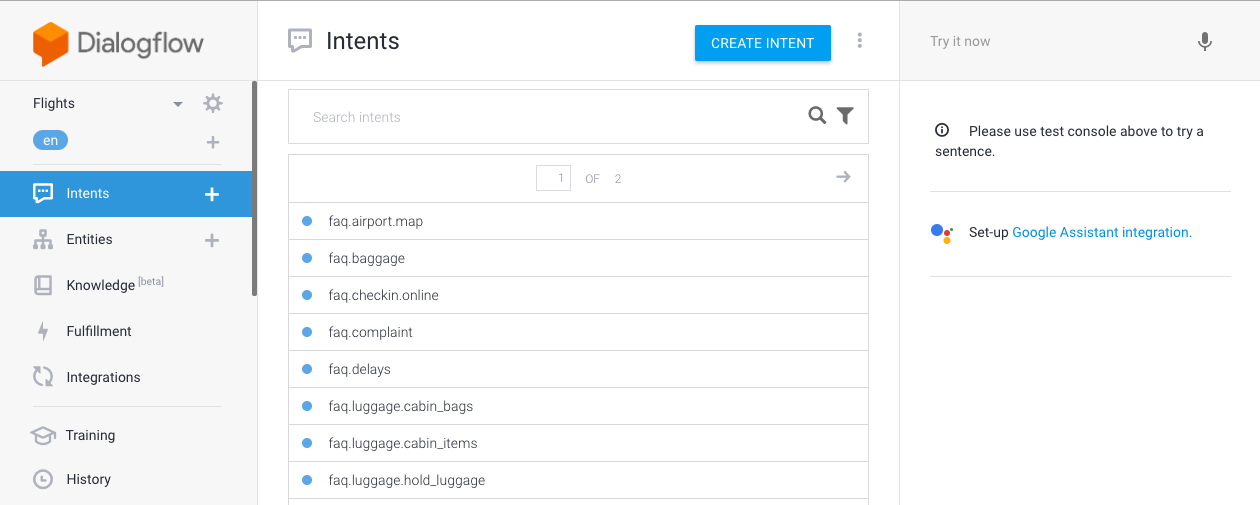 Dialogflow
Flights
en
Intents
Entities
Knowledge [beta]
Fulfillment
Integrations
Training
History
Intents
CREATE INTENT
Search intents
1 OF 2
faq.airport.map
faq.baggage
faq.checkin.online
faq.complaint
faq.delays
faq.luggage.cabin_bags
faq.luggage.cabin_items
faq.luggage.hold_luggage
Try it now
Please use test console above to try a
sentence.
Set-up Google Assistant integration.